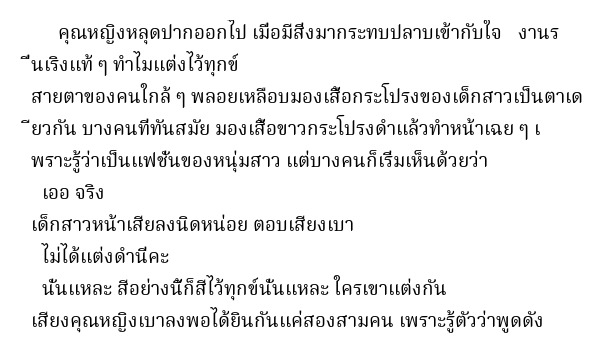 คุณหญิงหลุดปากออกไป เมื่อมีสิ่งมากระทบปลาบเข้ากับใจ งานร
ื่นเริงแท้ ๆ ทำไมแต่งไว้ทุกข์
สายตาของคนใกล้ ๆ พลอยเหลือบมองเสื้อกระโปรงของเด็กสาวเป็นตาเด
ียวกัน บางคนที่ทันสมัย มองเสื้อขาวกระโปรงดำแล้วทำหน้าเฉย ๆ เ
พราะรู้ว่าเป็นแฟชั่นของหนุ่มสาว แต่บางคนก็เริ่มเห็นด้วยว่า
เออ จริง
เด็กสาวหน้าเสียลงนิดหน่อย ตอบเสียงเบา
ไม่ได้แต่งดำนี่คะ
นั่นแหละ สีอย่างนี้ก็สีไว้ทุกข์นั่นแหละ ใครเขาแต่งกัน
เสียงคุณหญิงเบาลงพอได้ยินกันแค่สองสามคน เพราะรู้ตัวว่าพูดดัง